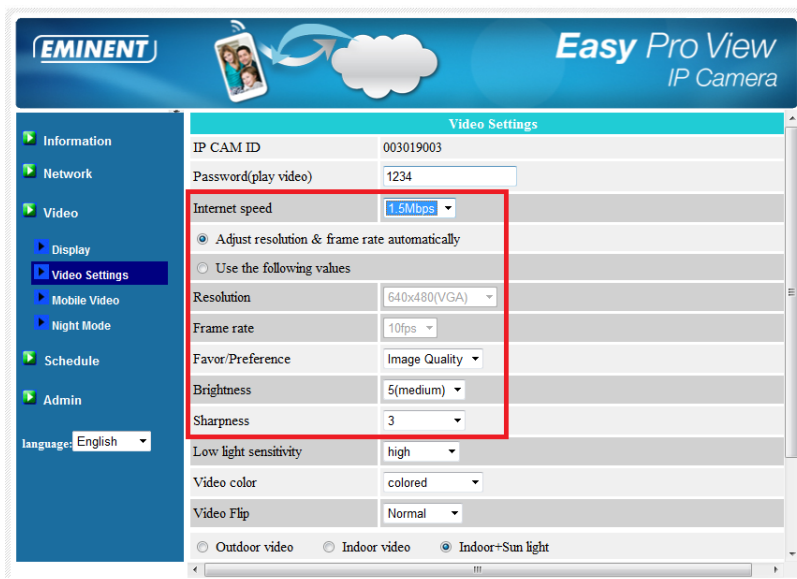 EMINENT
Easy Pro View
IP Camera
Information
Network
Video
Display
Video Settings
Mobile Video
Night Mode
Schedule
Admin
language: English
Video Settings
IP CAM ID 003019003
Password(play video) 1234
Internet speed 1.5Mbps
Adjust resolution & frame rate automatically
Use the following values
Resolution 640x480(VGA)
Frame rate 10fps
Favor/Preference Image Quality
Brightness 5(medium)
Sharpness 3
Low light sensitivity high
Video color colored
Video Flip Normal
Outdoor video Indoor video Indoor+Sun light